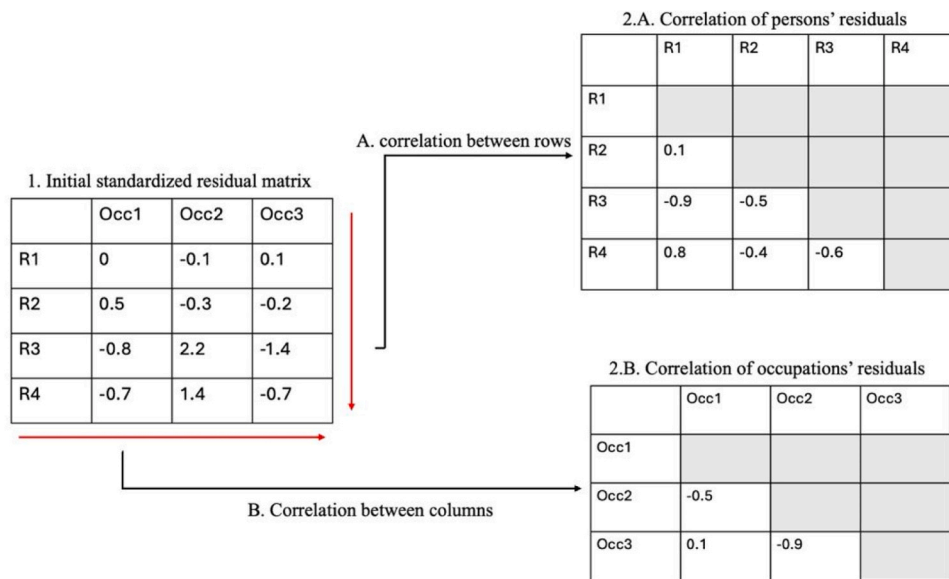 2.A. Correlation of persons’ residuals
R1 R2 R3 R4
R1
R2 0.1
R3 -0.9 -0.5
R4 0.8 -0.4 -0.6
A. correlation between rows
1. Initial standardized residual matrix
Occ1 Occ2 Occ3
R1 0 -0.1 0.1
R2 0.5 -0.3 -0.2
R3 -0.8 2.2 -1.4
R4 -0.7 1.4 -0.7
2.B. Correlation of occupations’ residuals
Occ1 Occ2 Occ3
Occ1
Occ2 -0.5
Occ3 0.1 -0.9
B. Correlation between columns